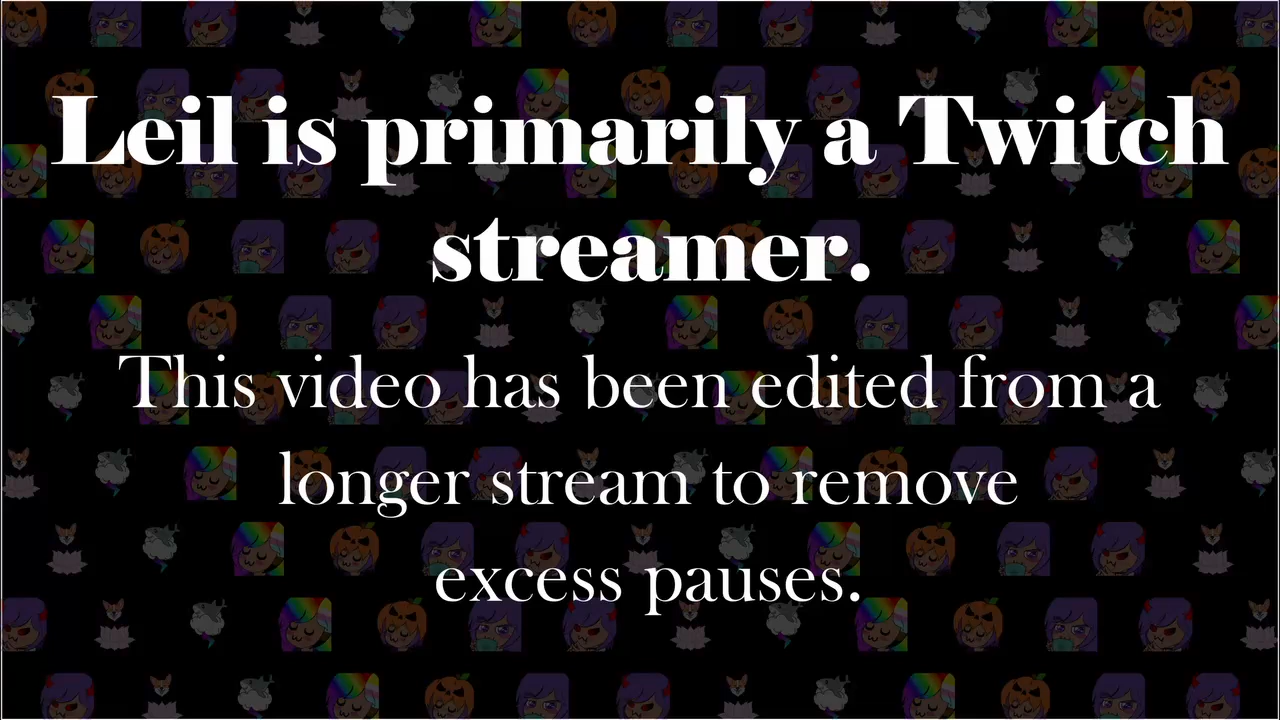 Leil is primarily a Twitch
streamer.
This video has been edited from a
longer stream to remove
excess pauses.